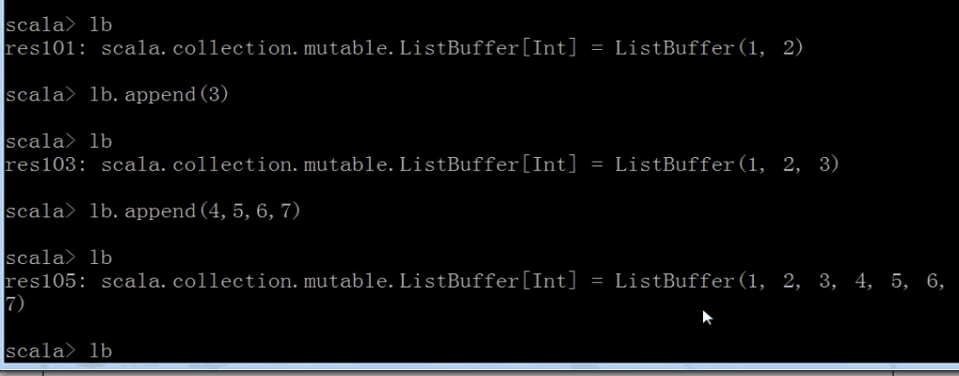 scala> lb
res101: scala.collection.mutable.ListBuffer[Int] = ListBuffer(1, 2)
scala> lb.append(3)
scala> lb
res103: scala.collection.mutable.ListBuffer[Int] = ListBuffer(1, 2, 3)
scala> lb.append(4,5,6,7)
scala> lb
res105: scala.collection.mutable.ListBuffer[Int] = ListBuffer(1, 2, 3, 4, 5, 6,
7)
scala> lb